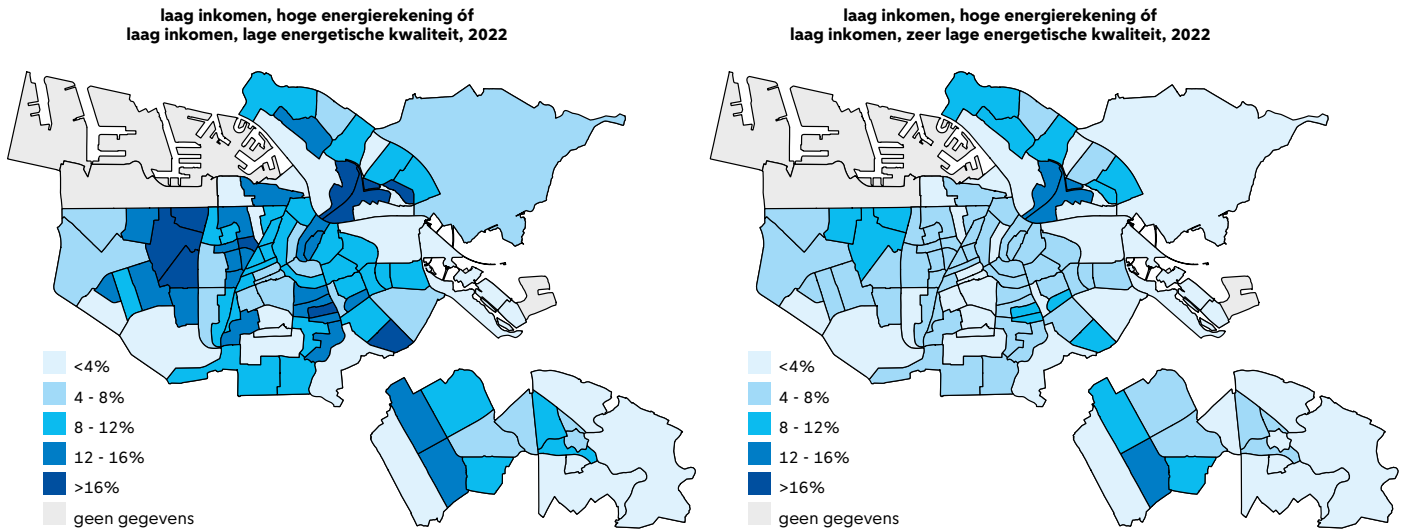 laag inkomen, hoge energierekening óf
laag inkomen, lage energetische kwaliteit, 2022
<4%
4 - 8%
8 - 12%
12 - 16%
>16%
geen gegevens
laag inkomen, hoge energierekening óf
laag inkomen, zeer lage energetische kwaliteit, 2022
<4%
4 - 8%
8 - 12%
12 - 16%
>16%
geen gegevens